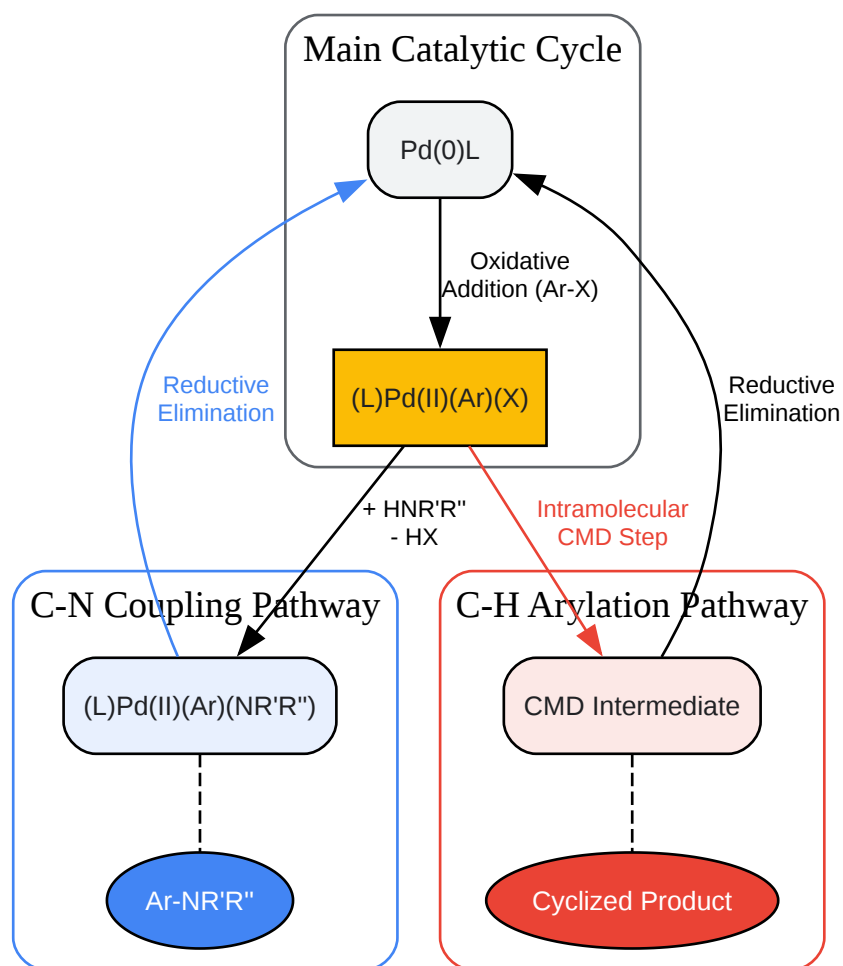 Main Catalytic Cycle
Pd(0)L
Oxidative
Addition (Ar-X)
(L)Pd(II)(Ar)(X)
Reductive
Elimination
Reductive
Elimination
+ HNR'R"
- HX
Intramolecular
CMD Step
C-N Coupling Pathway
C-H Arylation Pathway
(L)Pd(II)(Ar)(NR'R")
CMD Intermediate
Ar-NR'R"
Cyclized Product